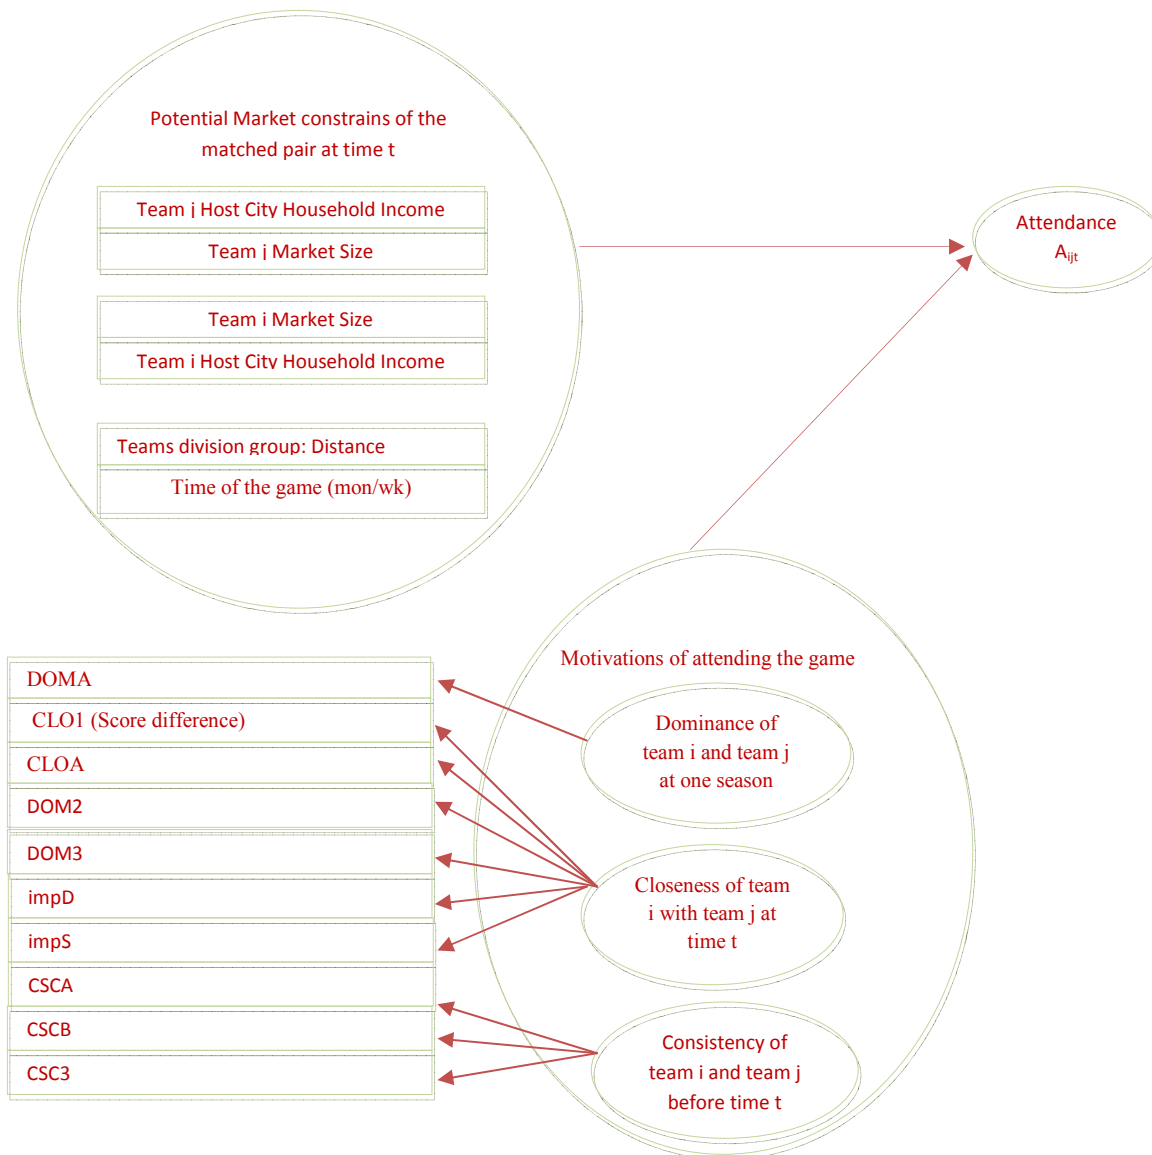 Potential Market constrains of the
matched pair at time t
Team j Host City Household Income
Team j Market Size
Team i Market Size
Team i Host City Household Income
Teams division group: Distance
Time of the game (mon/wk)
Attendance
Aijt
Motivations of attending the game
Dominance of
team i and team j
at one season
Closeness of team
i with team j at
time t
Consistency of
team i and team j
before time t
DOMA
CLO1 (Score difference)
CLOA
DOM2
DOM3
impD
impS
CSCA
CSCB
CSC3